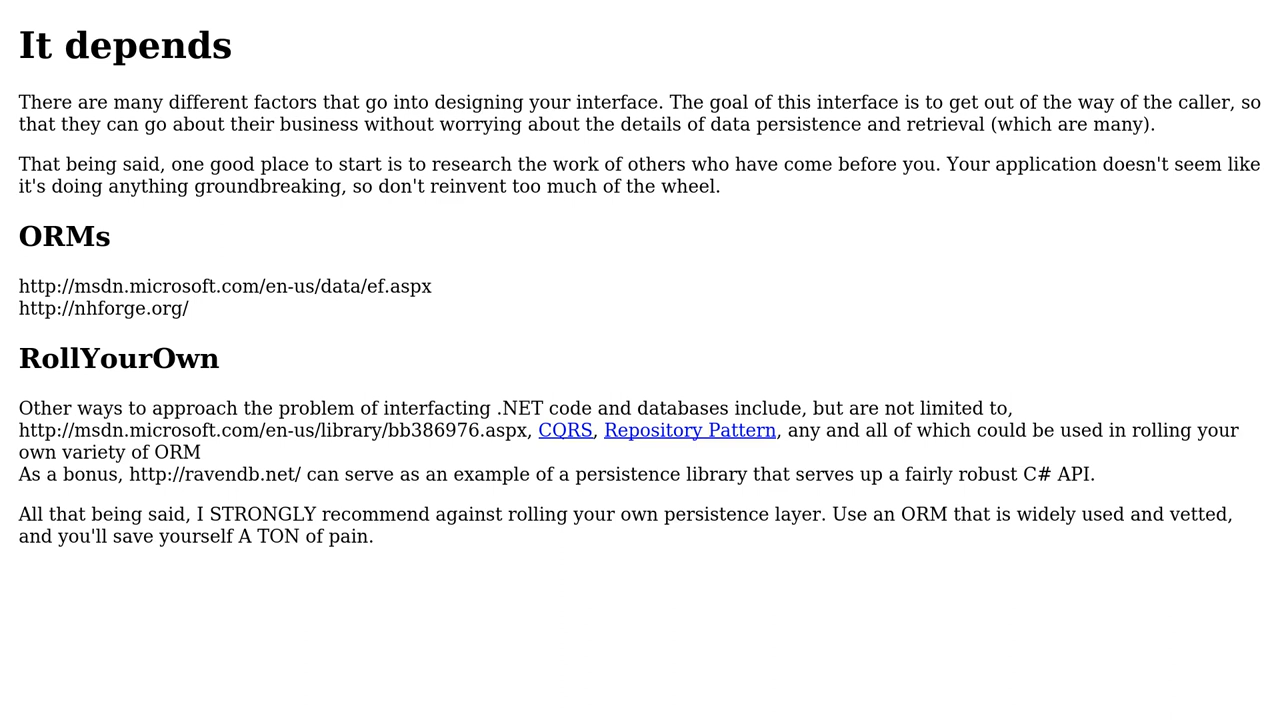 It depends
There are many different factors that go into designing your interface. The goal of this interface is to get out of the way of the caller, so
that they can go about their business without worrying about the details of data persistence and retrieval (which are many).
That being said, one good place to start is to research the work of others who have come before you. Your application doesn't seem like
it's doing anything groundbreaking, so don't reinvent too much of the wheel.
ORMs
http://msdn.microsoft.com/en-us/data/ef.aspx
http://nhforge.org/
RollYourOwn
Other ways to approach the problem of interfacting .NET code and databases include, but are not limited to,
http://msdn.microsoft.com/en-us/library/bb386976.aspx, CQRS, Repository Pattern, any and all of which could be used in rolling your
own variety of ORM
As a bonus, http://ravendb.net/ can serve as an example of a persistence library that serves up a fairly robust C# API.
All that being said, I STRONGLY recommend against rolling your own persistence layer. Use an ORM that is widely used and vetted,
and you'll save yourself A TON of pain.